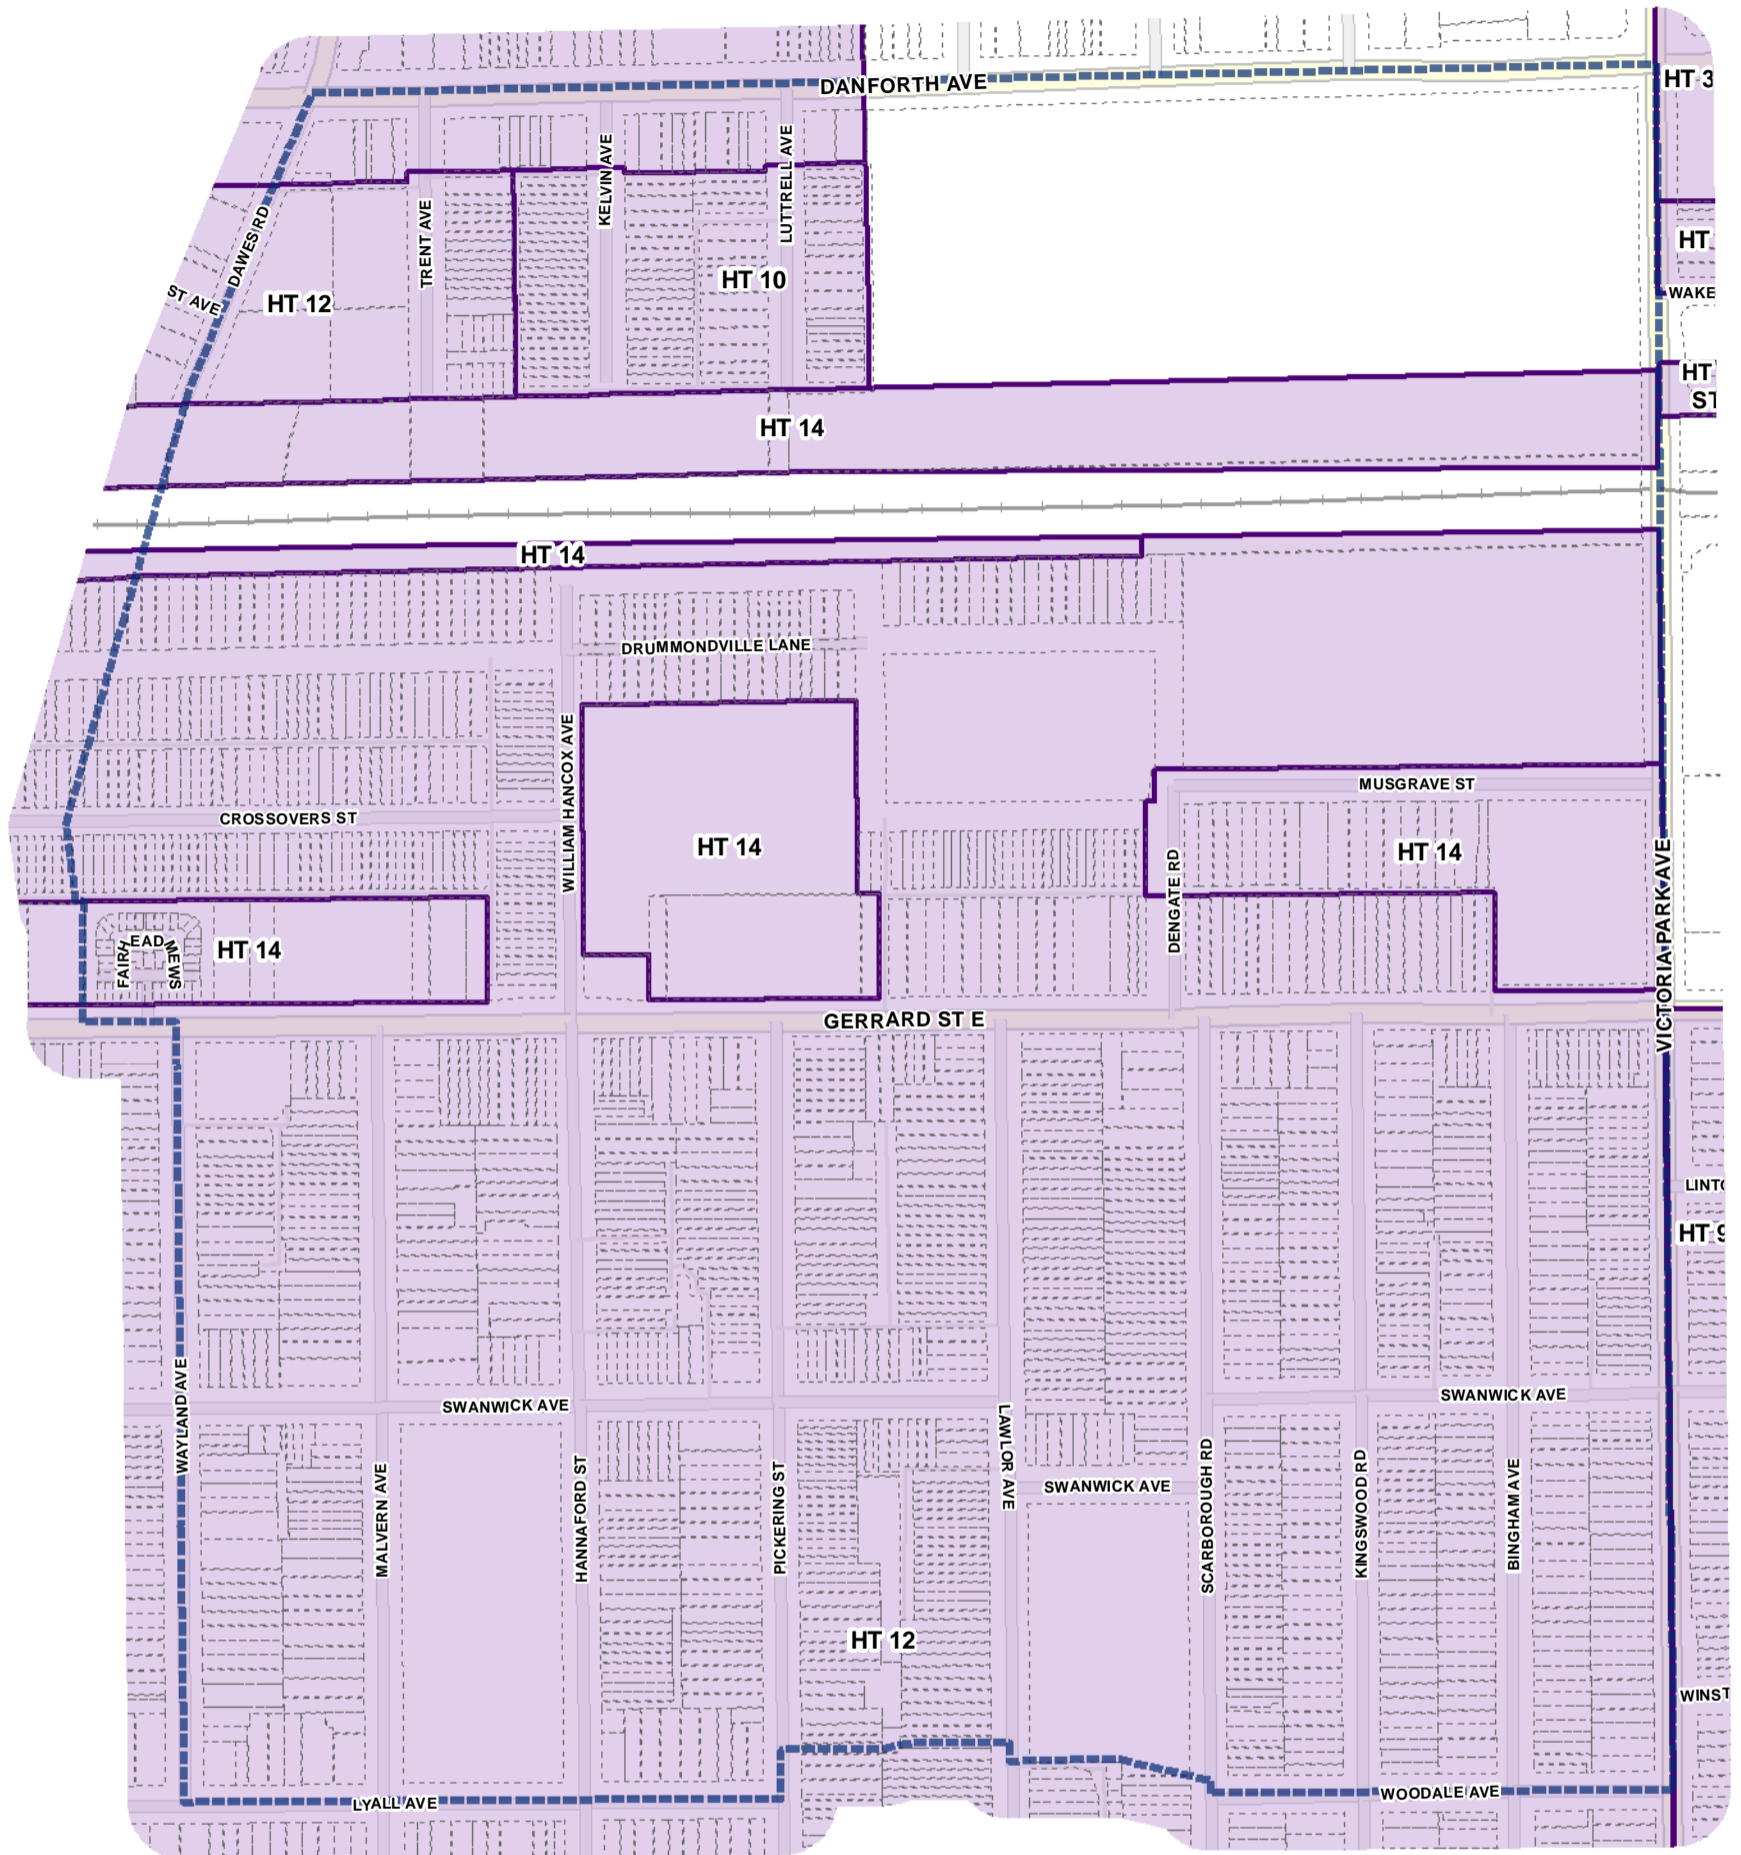 DANFORTH AVE
HT 3
KELVIN AVE
LUTTRELL AVE
TRENT AVE
DAWES RD
HT
ST AVE
HT 12
HT 10
WAKE
HT
ST
HT 14
HT 14
DRUMMONDVILLE LANE
WILLIAM HANCOX AVE
MUSGRAVE ST
CROSSOVERS ST
HT 14
HT 14
DENGATE RD
VICTORIA PARK AVE
FAIRHEAD MEWS
HT 14
GERRARD ST E
LINTO
HT 9
WAYLAND AVE
SWANWICK AVE
SWANWICK AVE
LAWLOR AVE
SWANWICK AVE
MALVERN AVE
HANNAFORD ST
PICKERING ST
SCARBOROUGH RD
KINGSWOOD RD
BINGHAM AVE
HT 12
WINST
LYALL AVE
WOODALE AVE